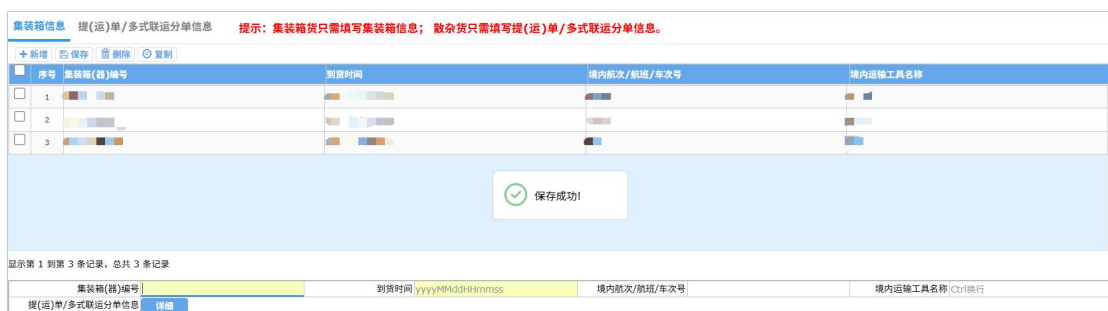 集装箱信息 提(运)单/多式联运分单信息 提示：集装箱货只需填写集装箱信息； 散杂货只需填写提(运)单/多式联运分单信息。
新增 保存 删除 复制
序号 集装箱(器)编号 到货时间 境内航次/航班/车次号 境内运输工具名称
1
2
3
保存成功!
显示第 1 到第 3 条记录，总共 3 条记录
集装箱(器)编号 到货时间 yyyyMMddHHmmss 境内航次/航班/车次号 境内运输工具名称 Ctrl换行
提(运)单/多式联运分单信息 详细